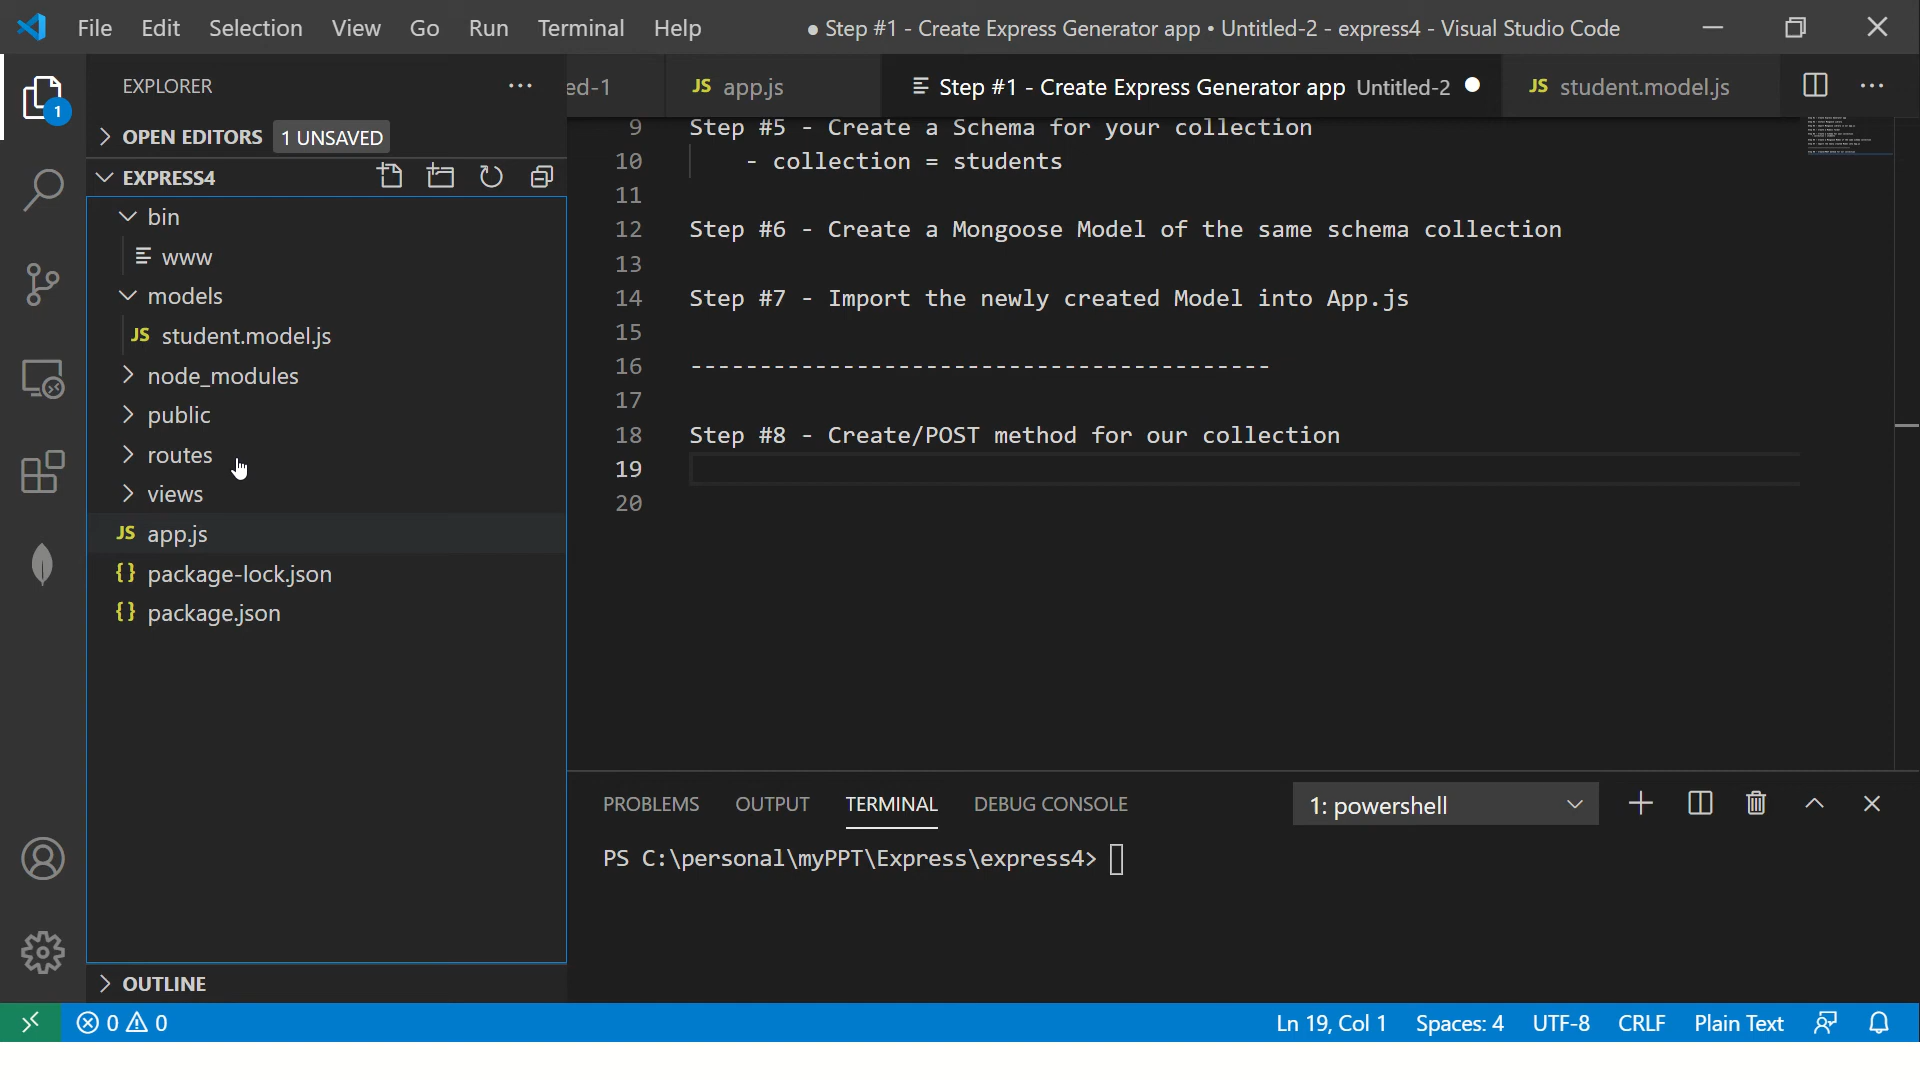 File Edit Selection View Go Run Terminal Help
● Step #1 - Create Express Generator app • Untitled-2 - express4 - Visual Studio Code
EXPLORER
1
OPEN EDITORS 1 UNSAVED
EXPRESS4
bin
www
models
JS student.model.js
node_modules
public
routes
views
JS app.js
{} package-lock.json
{} package.json
OUTLINE
ed-1
JS app.js
Step #1 - Create Express Generator app Untitled-2
JS student.model.js
9 Step #5 - Create a Schema for your collection
10 - collection = students
11
12 Step #6 - Create a Mongoose Model of the same schema collection
13
14 Step #7 - Import the newly created Model into App.js
15
16 ------------------------------------------
17
18 Step #8 - Create/POST method for our collection
19
20
PROBLEMS OUTPUT TERMINAL DEBUG CONSOLE
1: powershell
PS C:\personal\myPPT\Express\express4>
0 0
Ln 19, Col 1 Spaces: 4 UTF-8 CRLF Plain Text